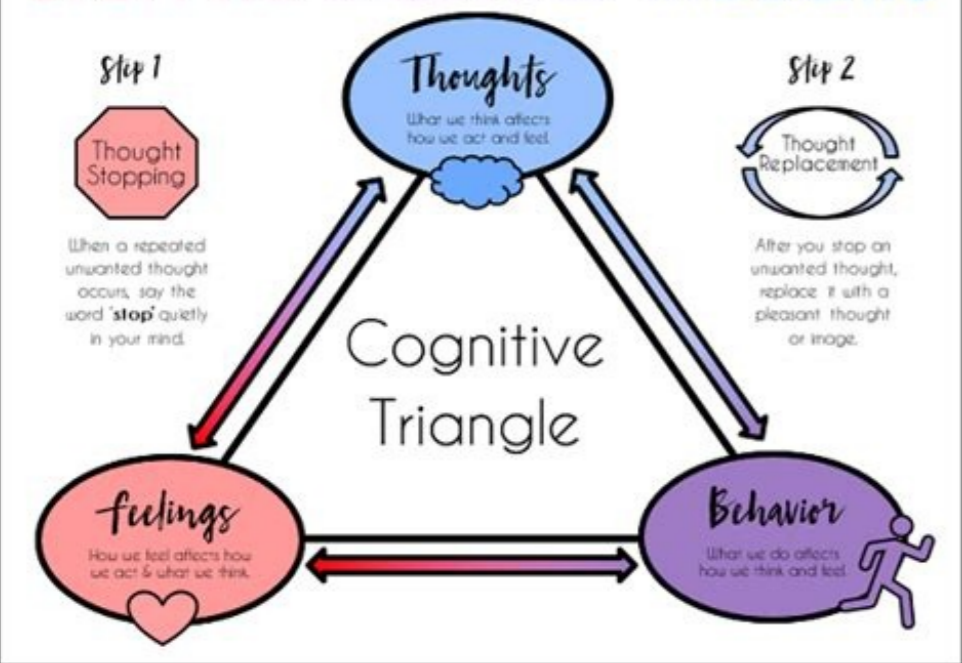 Step 1
Thought
Stopping
When a repeated
unwanted thought
occurs, say the
word "stop" quietly
in your mind.
Thoughts
What we think affects
how we act and feel.
Step 2
Thought
Replacement
After you stop an
unwanted thought,
replace it with a
pleasant thought
or image.
Cognitive
Triangle
Feelings
How we feel affects how
we act & what we think.
Behavior
What we do affects
how we think and feel.